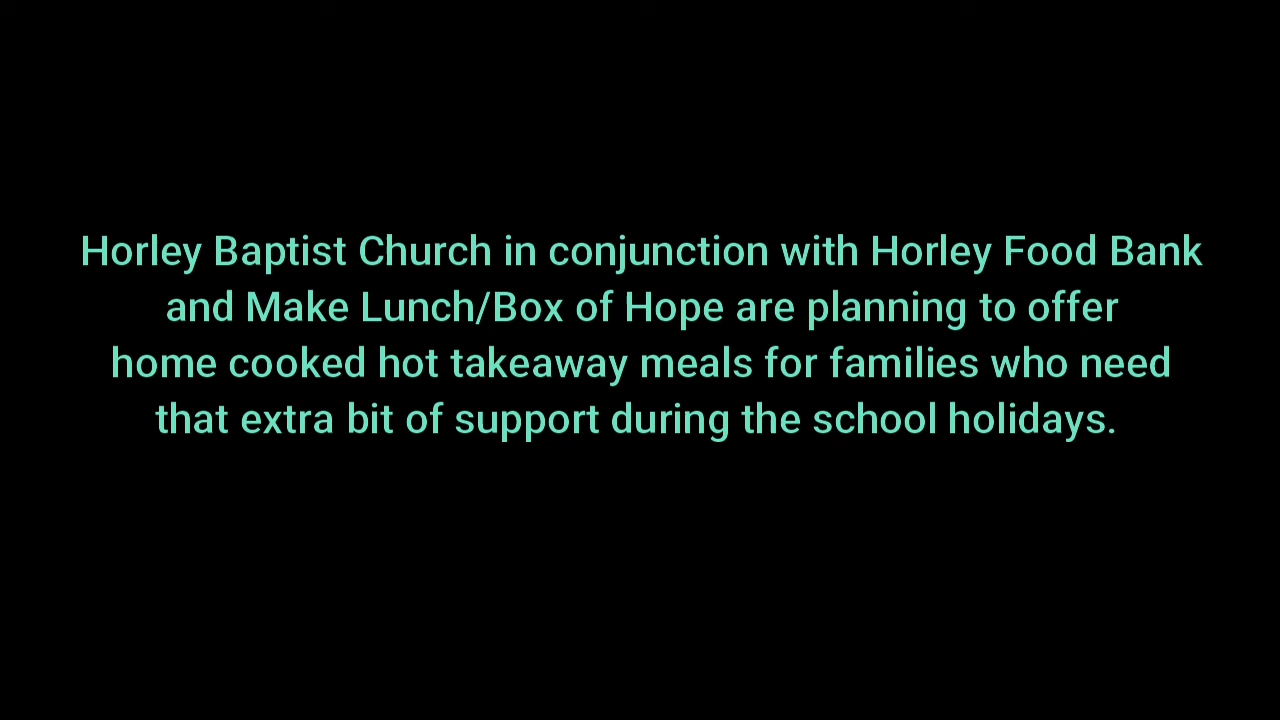 Horley Baptist Church in conjunction with Horley Food Bank
and Make Lunch/Box of Hope are planning to offer
home cooked hot takeaway meals for families who need
that extra bit of support during the school holidays.